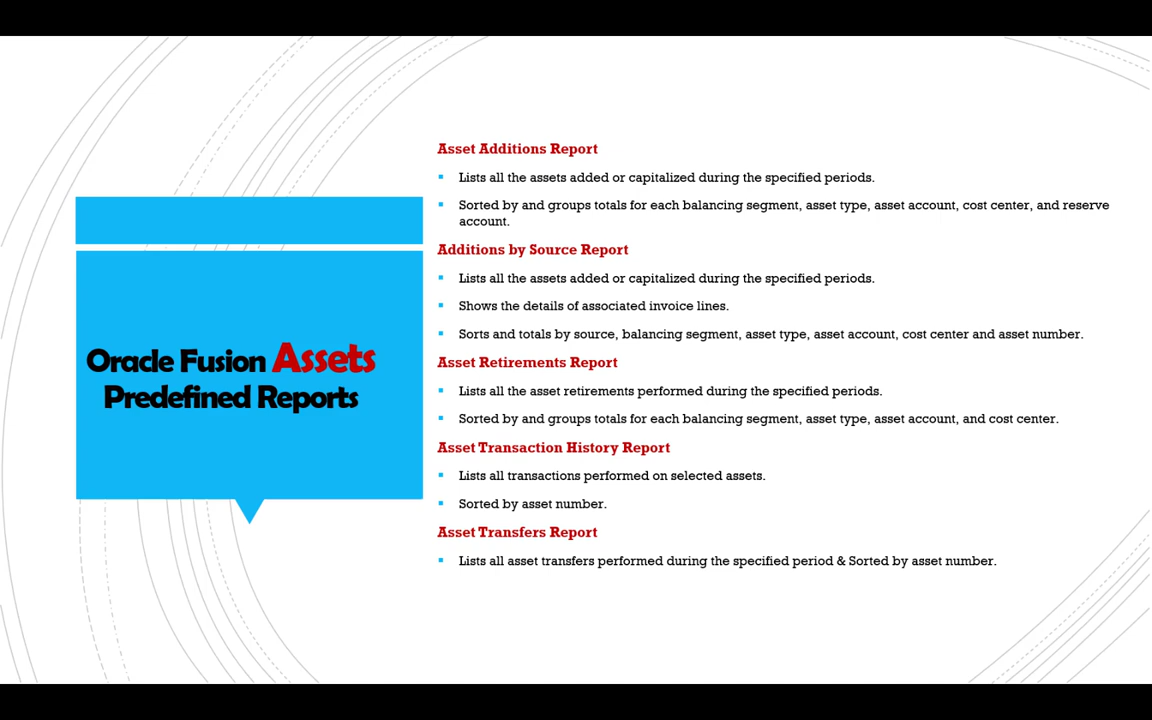 Oracle Fusion Assets
Predefined Reports
Asset Additions Report
Lists all the assets added or capitalized during the specified periods.
Sorted by and groups totals for each balancing segment, asset type, asset account, cost center, and reserve
account.
Additions by Source Report
Lists all the assets added or capitalized during the specified periods.
Shows the details of associated invoice lines.
Sorts and totals by source, balancing segment, asset type, asset account, cost center and asset number.
Asset Retirements Report
Lists all the asset retirements performed during the specified periods.
Sorted by and groups totals for each balancing segment, asset type, asset account, and cost center.
Asset Transaction History Report
Lists all transactions performed on selected assets.
Sorted by asset number.
Asset Transfers Report
Lists all asset transfers performed during the specified period & Sorted by asset number.